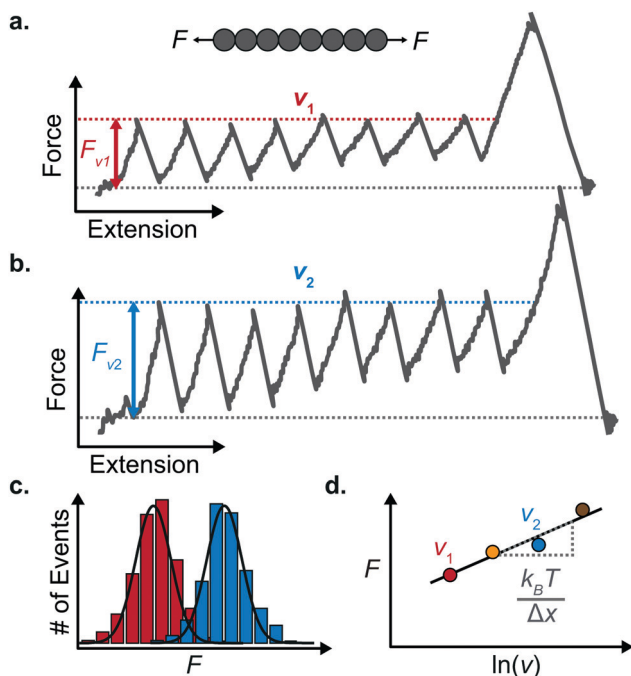 a.
F F
v1
Fv1
Force
Extension
b.
v2
Fv2
Force
Extension
c.
# of Events
F
d.
v1
v2
F
kBT
Δx
ln(v)